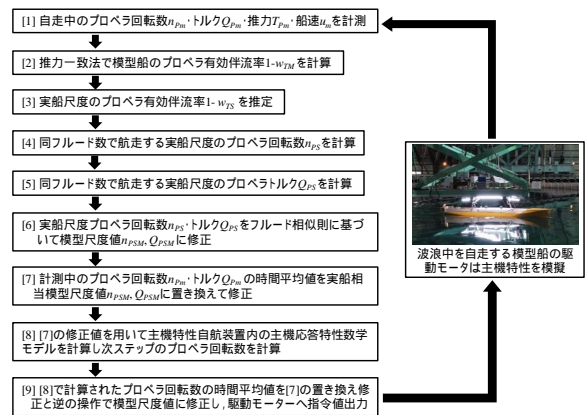 [1] 自走中のプロペラ回転数nPm・トルクQPm・推力TPm・船速umを計測
[2] 推力一致法で模型船のプロペラ有効伴流率1-wTMを計算
[3] 実船尺度のプロペラ有効伴流率1- wTS を推定
[4] 同フルード数で航走する実船尺度のプロペラ回転数nPSを計算
[5] 同フルード数で航走する実船尺度のプロペラトルクQPSを計算
[6] 実船尺度プロペラ回転数nPS・トルクQPSをフルード相似則に基づ
いて模型尺度値nPSM, QPSMに修正
[7] 計測中のプロペラ回転数nPm・トルクQPmの時間平均値を実船相
当模型尺度値nPSM, QPSMに置き換えて修正
[8] [7]の修正値を用いて主機特性自航装置内の主機応答特性数学
モデルを計算し次ステップのプロペラ回転数を計算
[9] [8]で計算されたプロペラ回転数の時間平均値を[7]の置き換え修
正と逆の操作で模型尺度値に修正し,駆動モーターへ指令値出力
波浪中を自走する模型船の駆
動モータは主機特性を模擬